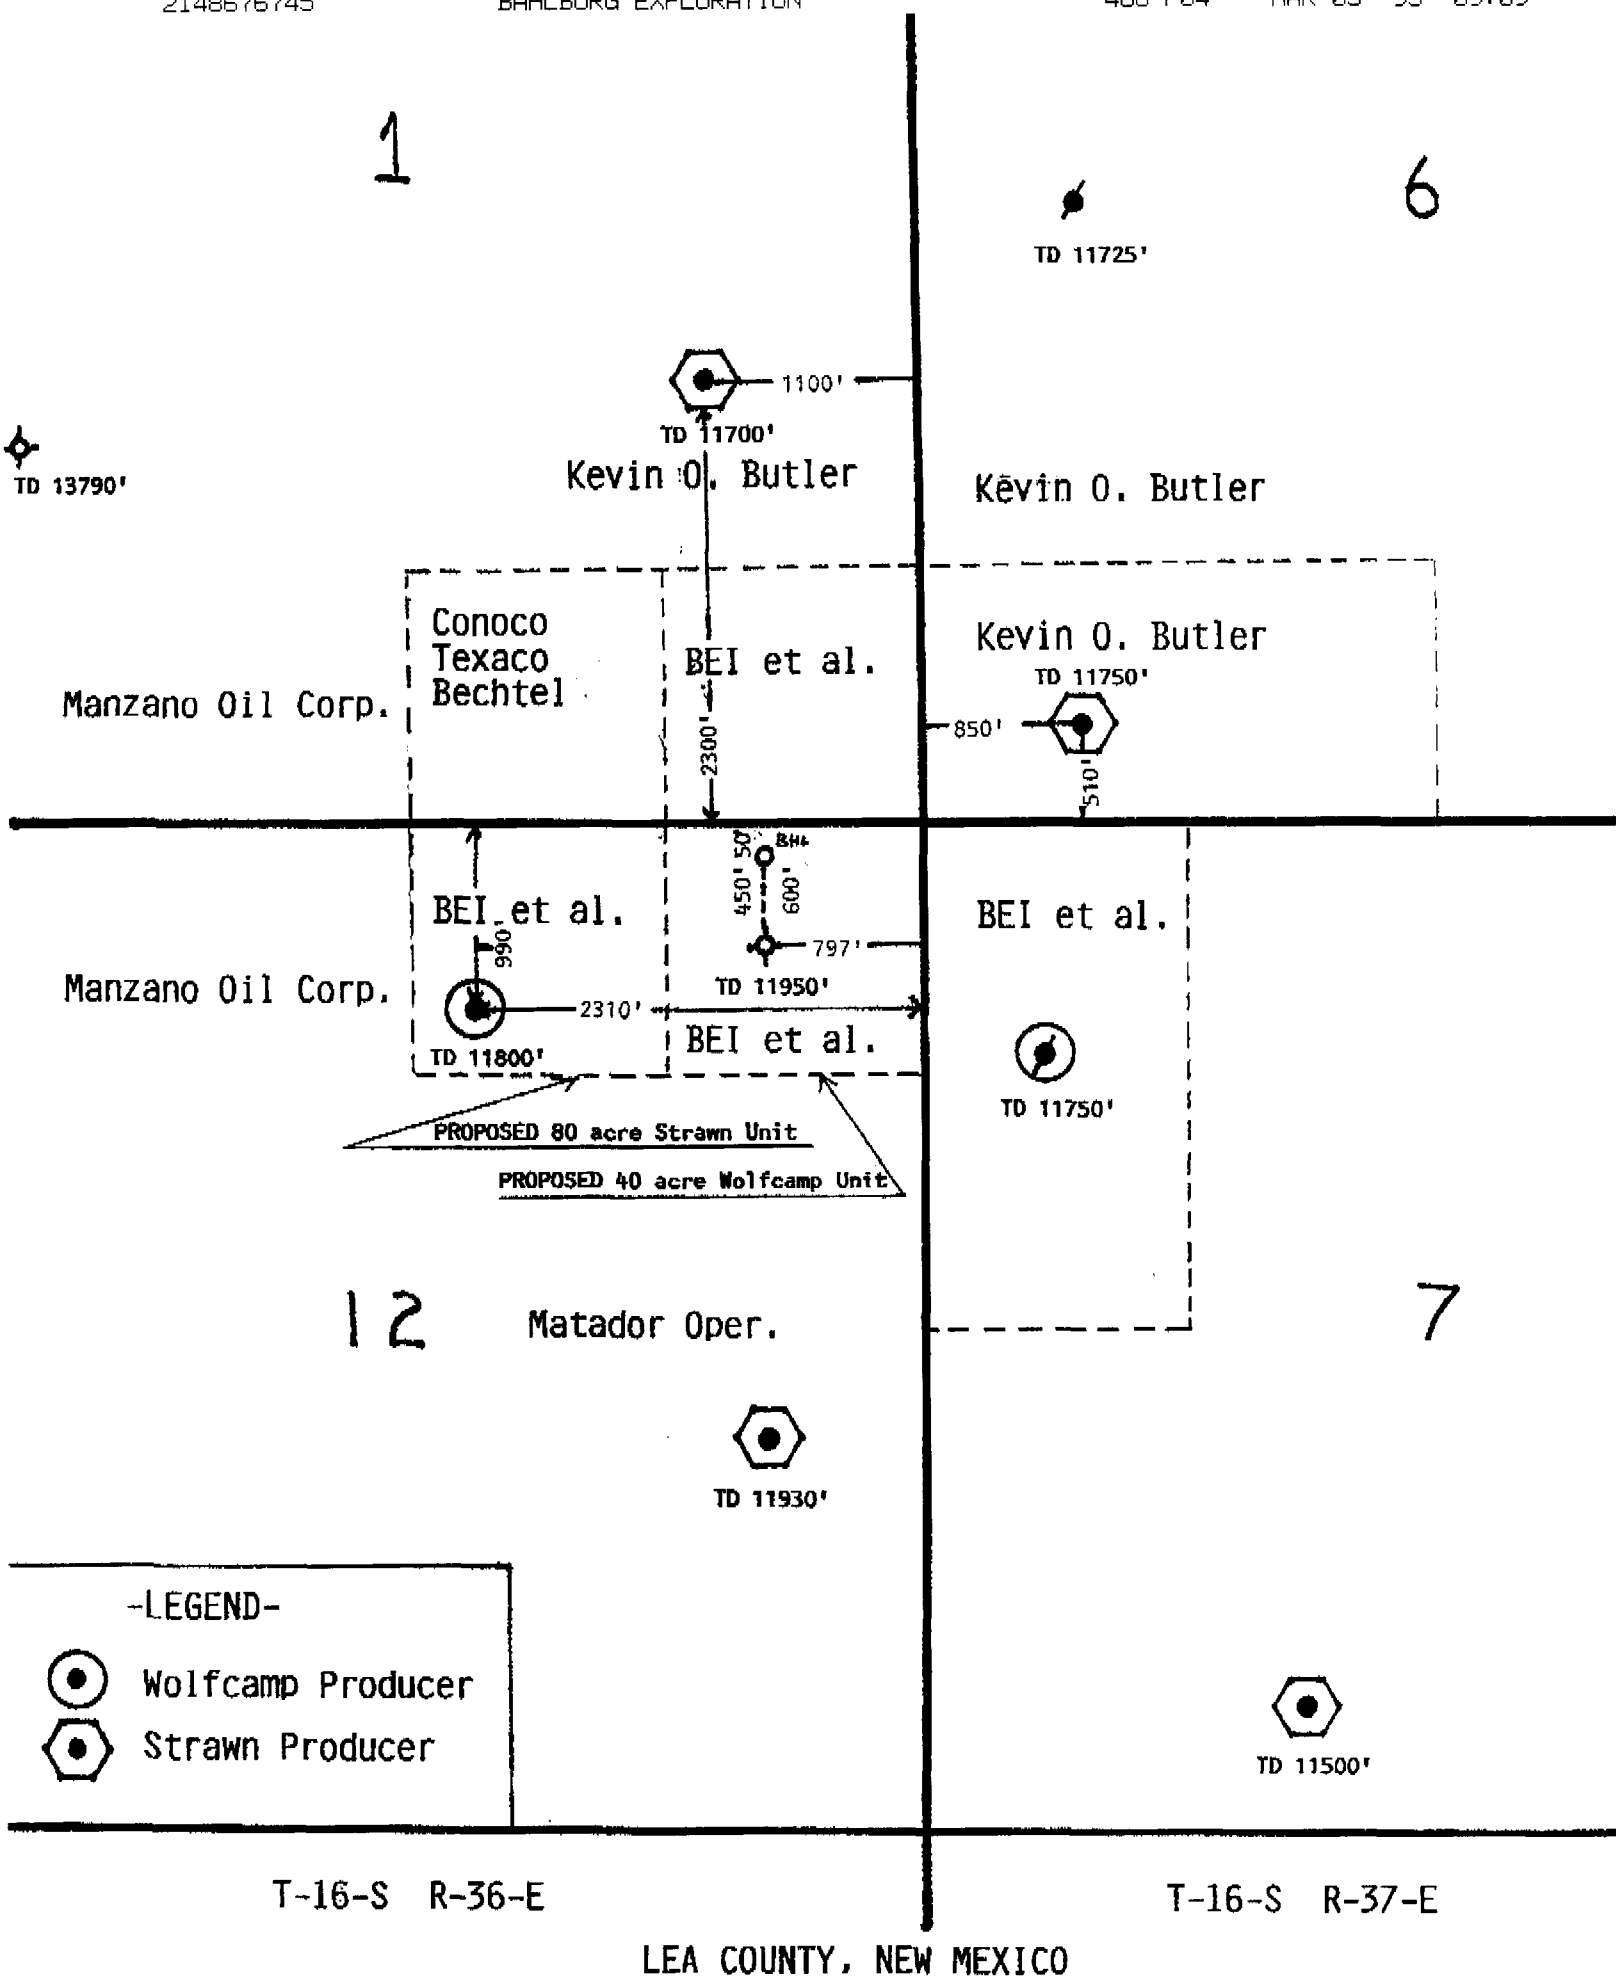 2148676745 BAHLBURG EXPLORATION
1
6
TD 11725'
1100'
TD 11700'
Kevin O. Butler
Kevin O. Butler
TD 13790'
Conoco
Texaco
Bechtel
BEI et al.
Kevin O. Butler
TD 11750'
Manzano Oil Corp.
850'
2300'
510'
50'
BHL
450'
600'
BEI et al.
BEI et al.
990'
797'
Manzano Oil Corp.
TD 11950'
2310'
BEI et al.
TD 11800'
TD 11750'
PROPOSED 80 acre Strawn Unit
PROPOSED 40 acre Wolfcamp Unit
12
Matador Oper.
7
TD 11930'
-LEGEND-
Wolfcamp Producer
Strawn Producer
TD 11500'
T-16-S R-36-E
T-16-S R-37-E
LEA COUNTY, NEW MEXICO